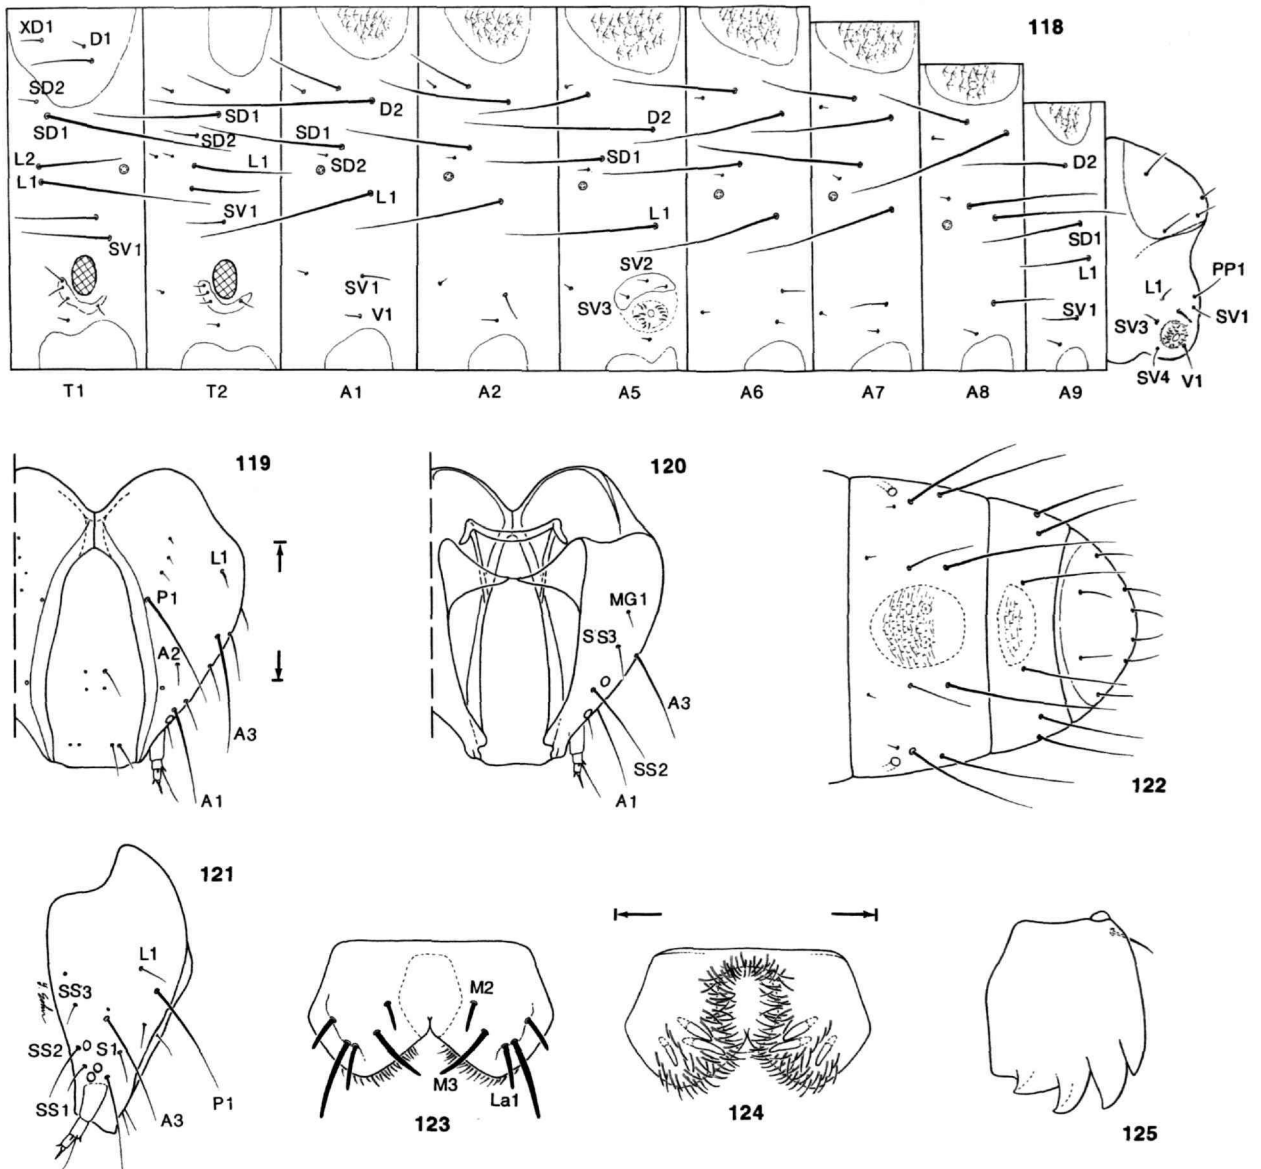 118
XD1
D1
SD2
SD1
L2
L1
SV1
SD1
SD2
L1
SV1
D2
SD1
SD2
L1
SV1
V1
D2
SD1
L1
SV2
SV3
D2
SD1
L1
SV1
L1
PP1
SV1
SV3
SV4 V1
T1 T2 A1 A2 A5 A6 A7 A8 A9
119
L1
P1
A2
A3
A1
120
MG1
SS3
A3
SS2
A1
122
121
L1
SS3
SS2
S1
SS1
A3
P1
123
M2
M3
La1
124
125